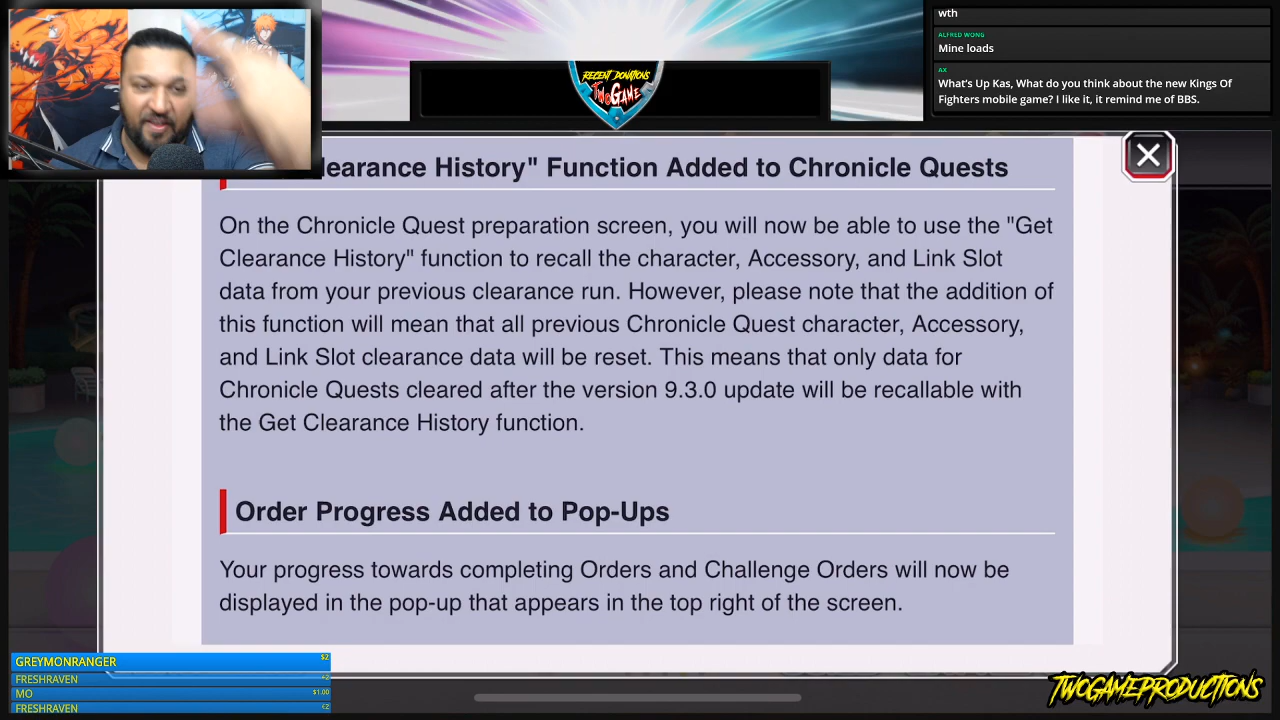 wth
ALFRED WONG
Mine loads
AX
What's Up Kas, What do you think about the new Kings Of
Fighters mobile game? I like it, it remind me of BBS.
RECENT DONATIONS
TWOGAME
learance History" Function Added to Chronicle Quests
On the Chronicle Quest preparation screen, you will now be able to use the "Get
Clearance History" function to recall the character, Accessory, and Link Slot
data from your previous clearance run. However, please note that the addition of
this function will mean that all previous Chronicle Quest character, Accessory,
and Link Slot clearance data will be reset. This means that only data for
Chronicle Quests cleared after the version 9.3.0 update will be recallable with
the Get Clearance History function.
Order Progress Added to Pop-Ups
Your progress towards completing Orders and Challenge Orders will now be
displayed in the pop-up that appears in the top right of the screen.
GREYMONRANGER $2
FRESHRAVEN
MO $1.00
FRESHRAVEN
TWOGAMEPRODUCTIONS